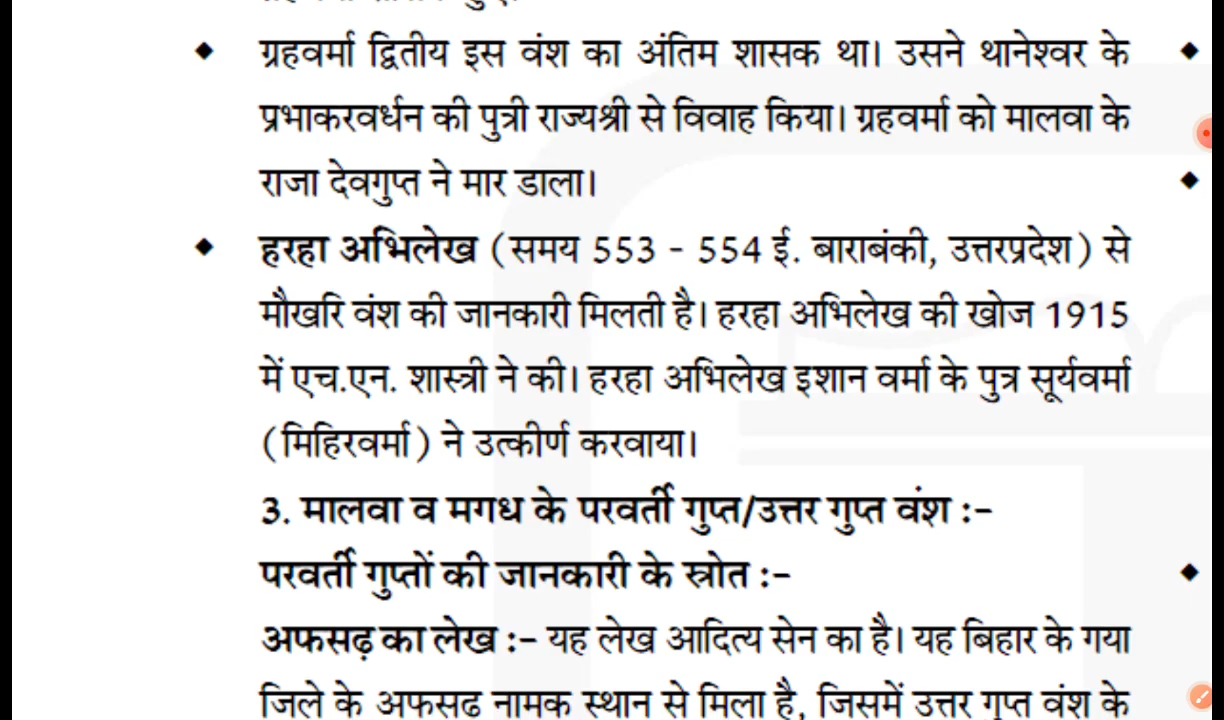 ◆ ग्रहवर्मा द्वितीय इस वंश का अंतिम शासक था। उसने थानेश्वर के
प्रभाकरवर्धन की पुत्री राज्यश्री से विवाह किया। ग्रहवर्मा को मालवा के
राजा देवगुप्त ने मार डाला।
◆ हरहा अभिलेख (समय 553 - 554 ई. बाराबंकी, उत्तरप्रदेश) से
मौखरि वंश की जानकारी मिलती है। हरहा अभिलेख की खोज 1915
में एच.एन. शास्त्री ने की। हरहा अभिलेख इशान वर्मा के पुत्र सूर्यवर्मा
(मिहिरवर्मा) ने उत्कीर्ण करवाया।
3. मालवा व मगध के परवर्ती गुप्त/उत्तर गुप्त वंश :-
परवर्ती गुप्तों की जानकारी के स्रोत :-
अफसढ़ का लेख :- यह लेख आदित्य सेन का है। यह बिहार के गया
जिले के अफसढ नामक स्थान से मिला है, जिसमें उत्तर गुप्त वंश के